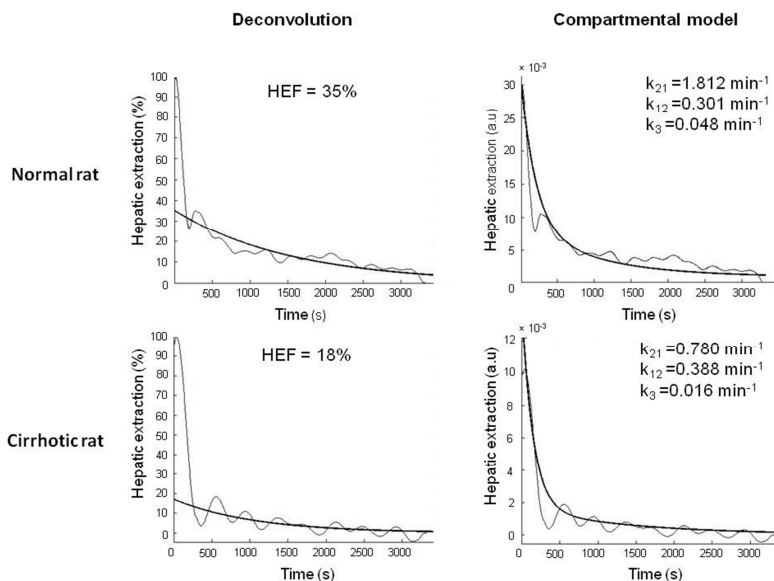 Deconvolution
Compartmental model
Normal rat
Hepatic extraction (%)
100
90
80
70
60
50
40
30
20
10
0
HEF = 35%
500 1000 1500 2000 2500 3000
Time (s)
× 10⁻³
Hepatic extraction (a.u)
30
25
20
15
10
5
0
k₂₁ =1.812 min⁻¹
k₁₂ =0.301 min⁻¹
k₃ =0.048 min⁻¹
500 1000 1500 2000 2500 3000
Time (s)
Cirrhotic rat
Hepatic extraction (%)
100
90
80
70
60
50
40
30
20
10
0
HEF = 18%
0 500 1000 1500 2000 2500 3000
Time (s)
× 10⁻³
Hepatic extraction (a.u)
12
10
8
6
4
2
0
k₂₁ =0.780 min⁻¹
k₁₂ =0.388 min⁻¹
k₃ =0.016 min⁻¹
0 500 1000 1500 2000 2500 3000
Time (s)